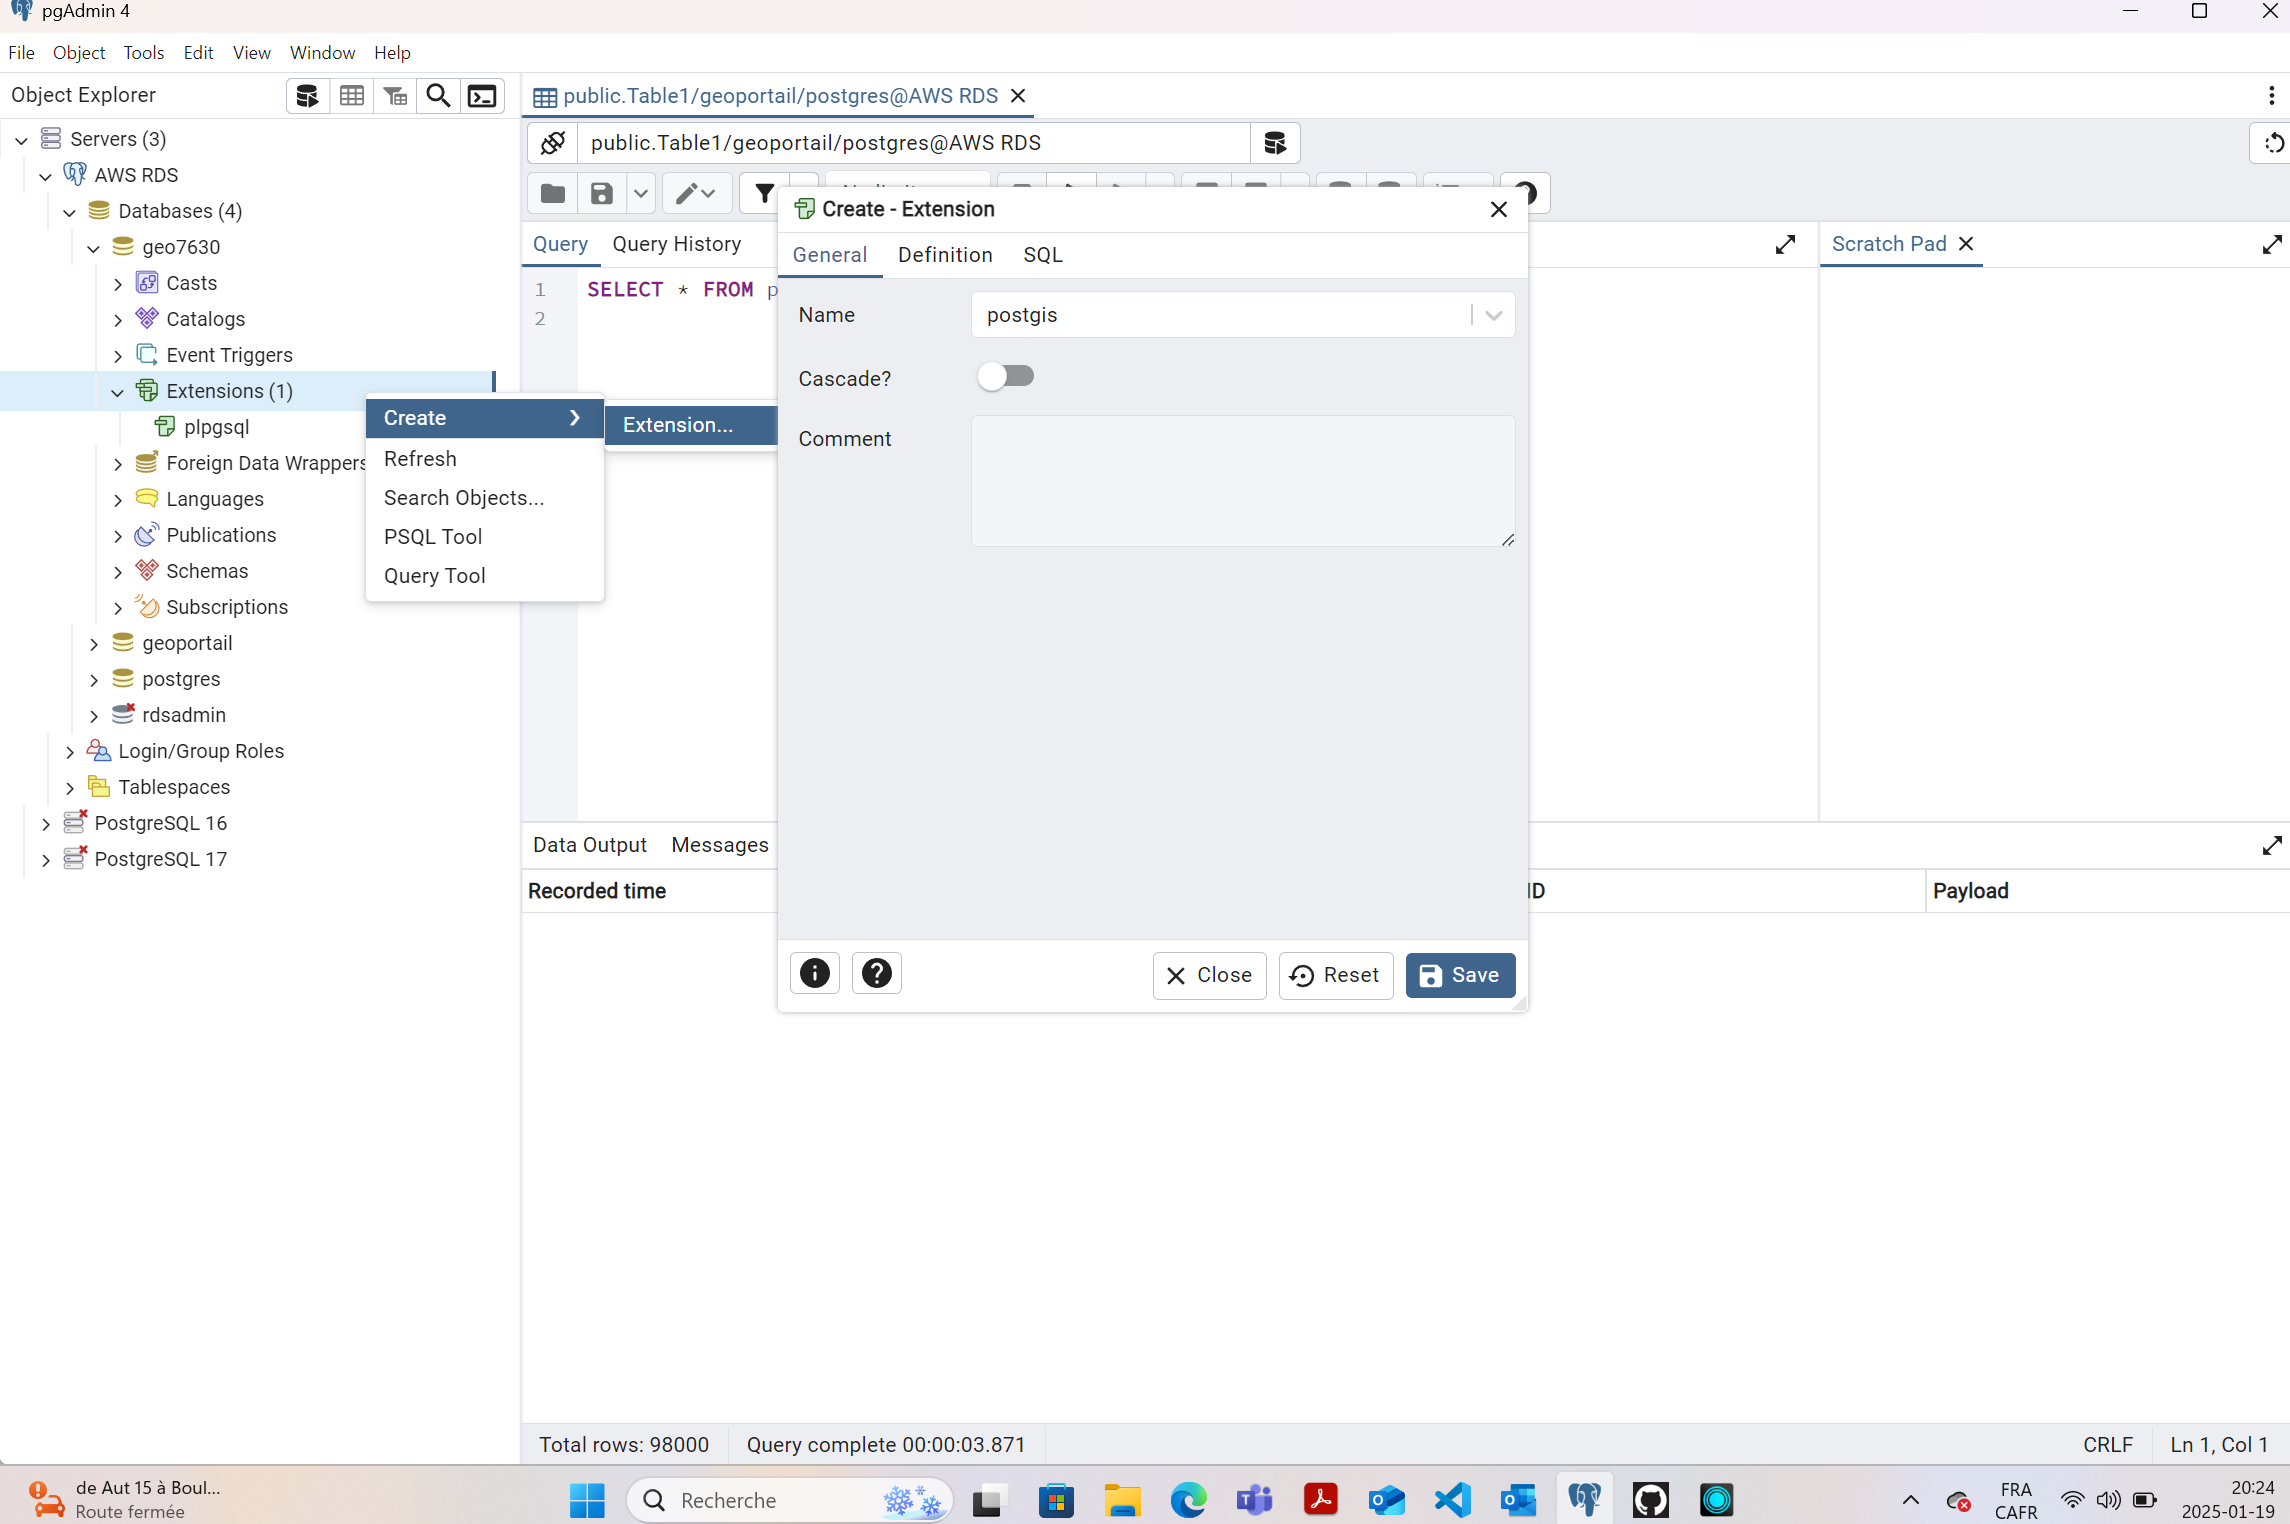 pgAdmin 4
File Object Tools Edit View Window Help
Object Explorer
public.Table1/geoportail/postgres@AWS RDS
Servers (3)
public.Table1/geoportail/postgres@AWS RDS
AWS RDS
Databases (4)
geo7630
Casts
Catalogs
Event Triggers
Extensions (1)
plpgsql
Foreign Data Wrappers
Languages
Publications
Schemas
Subscriptions
geoportail
postgres
rdsadmin
Login/Group Roles
Tablespaces
PostgreSQL 16
PostgreSQL 17
Create
Extension...
Refresh
Search Objects...
PSQL Tool
Query Tool
Query Query History
1 SELECT * FROM p
2
Scratch Pad
Create - Extension
General Definition SQL
Name postgis
Cascade?
Comment
Close Reset Save
Data Output Messages
Recorded time ID Payload
Total rows: 98000 Query complete 00:00:03.871 CRLF Ln 1, Col 1
de Aut 15 à Boul...
Route fermée
Recherche
FRA
CAFR
20:24
2025-01-19